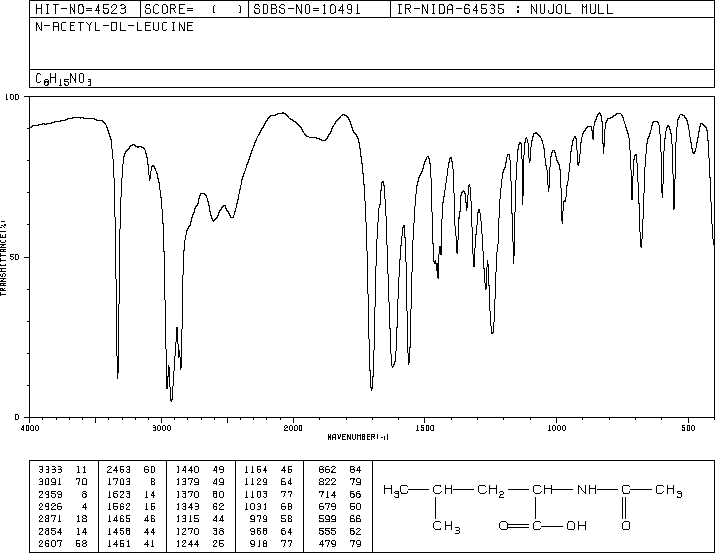 HIT-NO=4523 SCORE= ( ) SDBS-NO=10491 IR-NIDA-64535 : NUJOL MULL
N-ACETYL-DL-LEUCINE
C8H15NO3
100
50
0
TRANSMITTANCE(%)
4000 3000 2000 1500 1000 500
WAVENUMBER(-1)
3333 11 2463 60 1440 49 1154 46 862 84
3091 70 1703 8 1379 49 1129 64 822 79
2959 8 1623 14 1370 60 1103 77 714 66
2926 4 1562 16 1343 62 1031 68 679 50
2871 18 1465 46 1315 44 979 58 599 66
2854 14 1458 44 1270 38 968 64 555 62
2607 58 1451 41 1244 25 918 77 479 79
H3C—CH—CH2—CH—NH—C—CH3
CH3 O=C—OH O